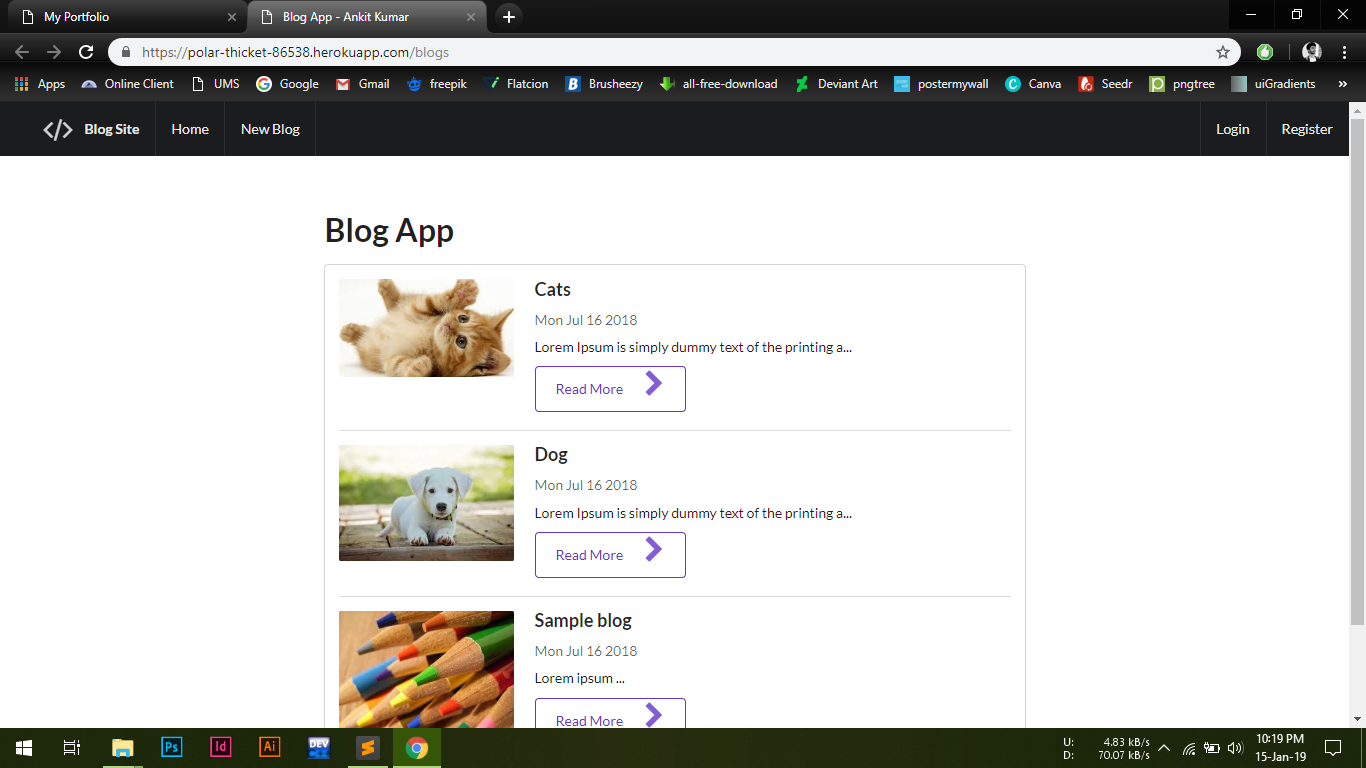 My Portfolio
Blog App - Ankit Kumar
https://polar-thicket-86538.herokuapp.com/blogs
Apps Online Client UMS Google Gmail freepik Flatcion Brusheezy all-free-download Deviant Art postermywall Canva Seedr pngtree uiGradients »
</> Blog Site Home New Blog Login Register
Blog App
Cats
Mon Jul 16 2018
Lorem Ipsum is simply dummy text of the printing a...
Read More
Dog
Mon Jul 16 2018
Lorem Ipsum is simply dummy text of the printing a...
Read More
Sample blog
Mon Jul 16 2018
Lorem ipsum ...
Read More
Ps Id Ai DEV C++
U: 4.83 kB/s
D: 70.07 kB/s
10:19 PM
15-Jan-19